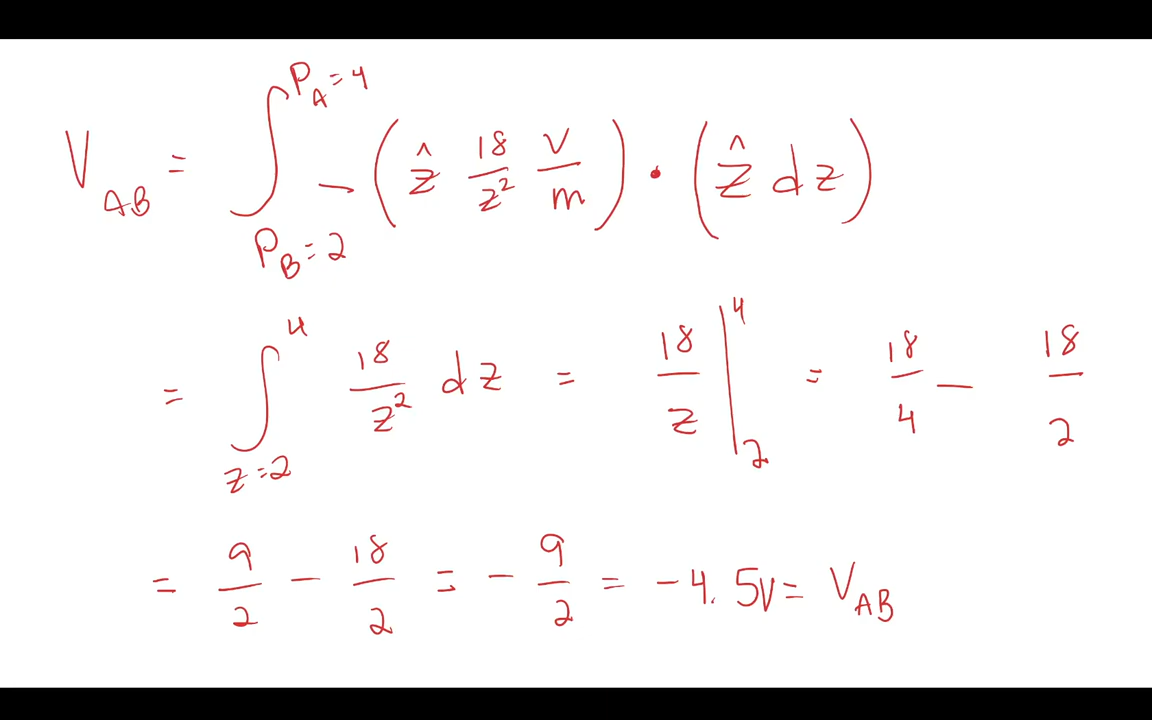 V_AB = ∫_{P_B = 2}^{P_A = 4} − (ẑ 18/z² V/m) • (ẑ dz)
= ∫_{z=2}^{4} 18/z² dz = 18/z |_2^4 = 18/4 − 18/2
= 9/2 − 18/2 = − 9/2 = −4.5V = V_AB